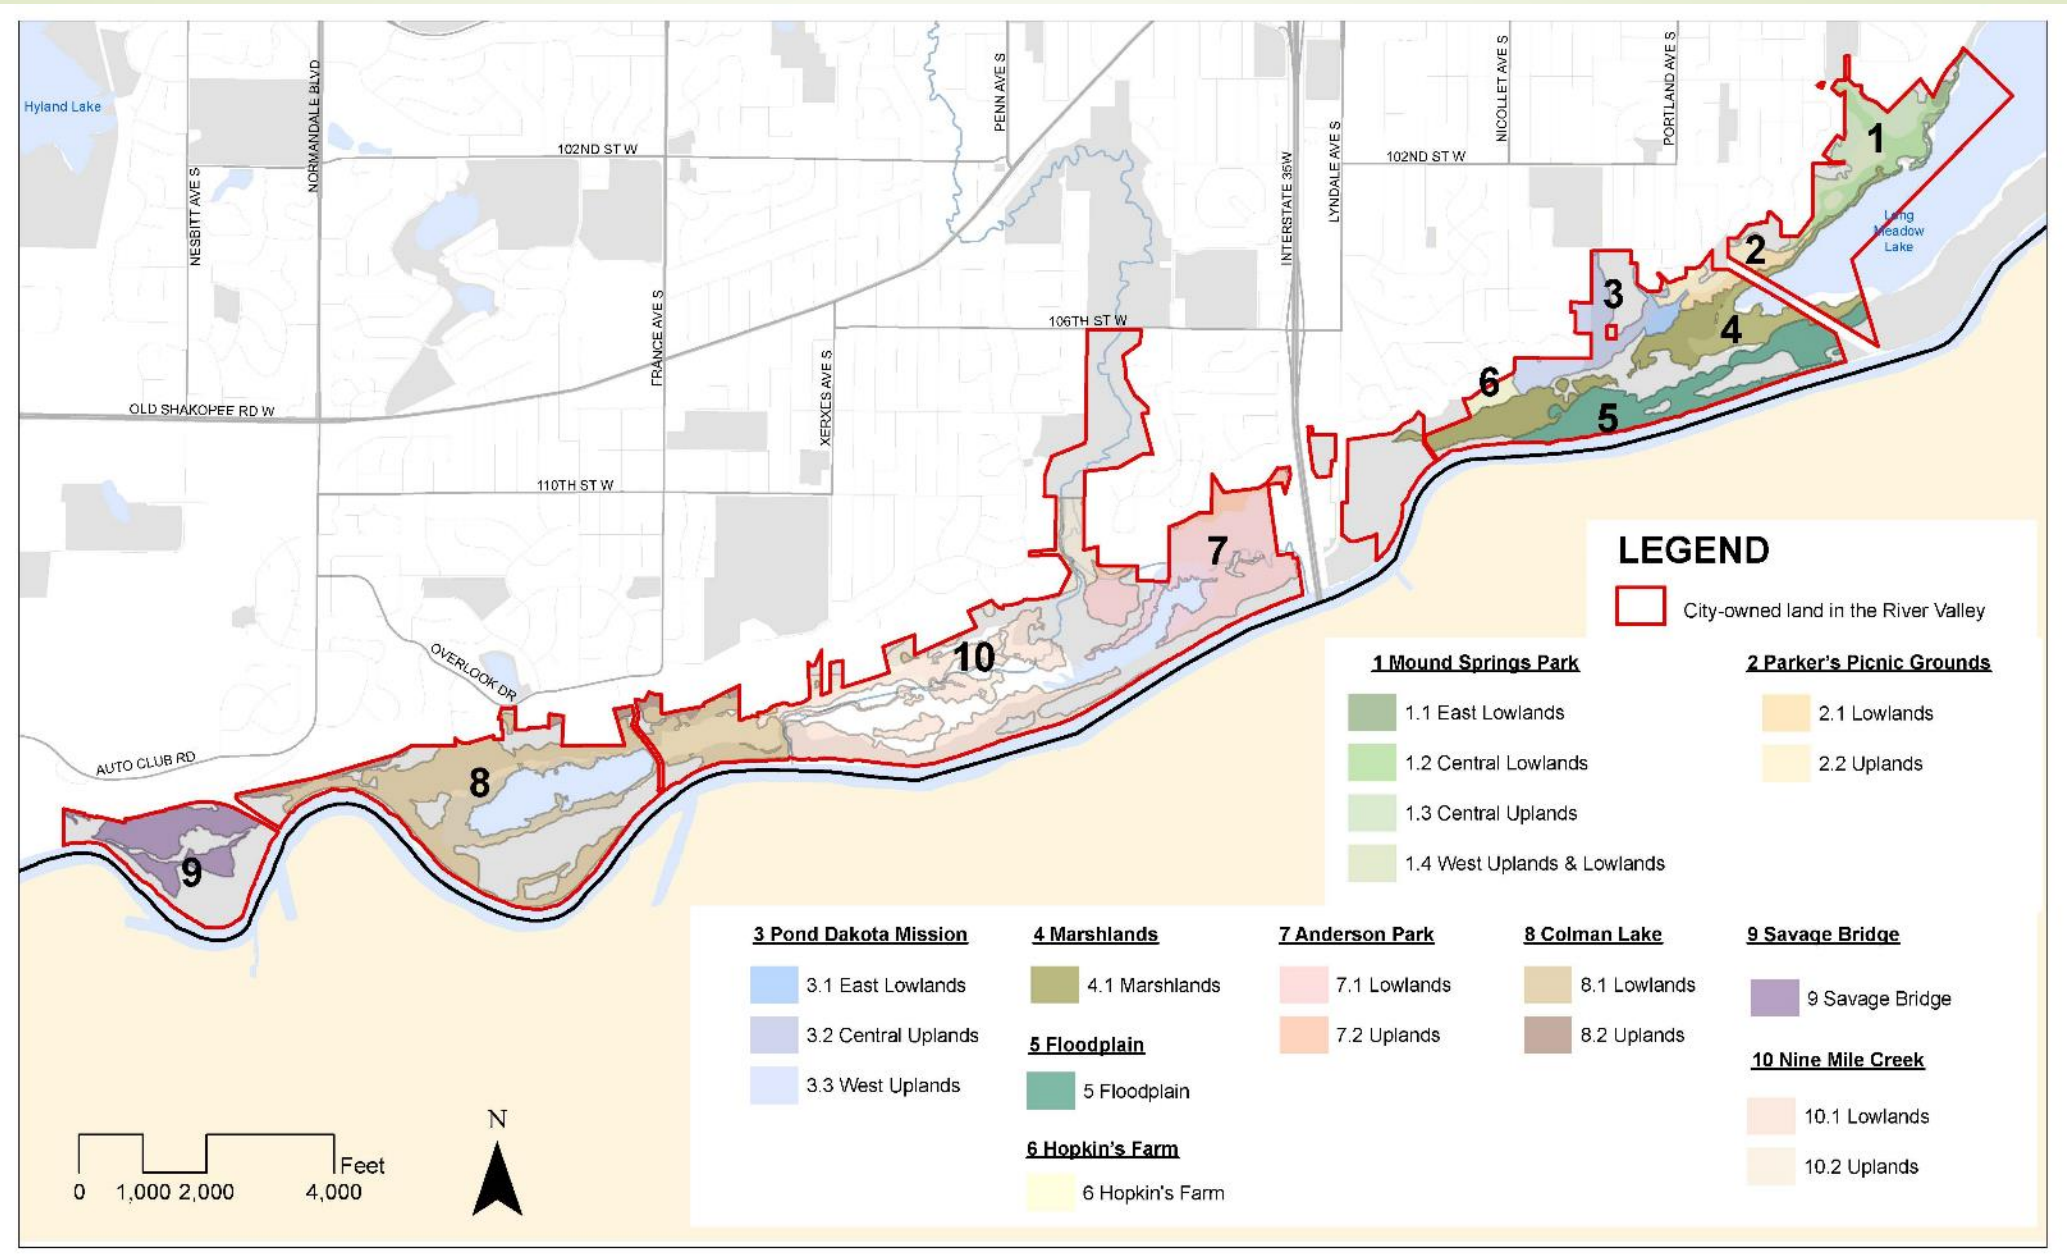 Hyland Lake
NORMANDALE BLVD
NESBITT AVE S
102ND ST W
PENN AVE S
FRANCE AVE S
OLD SHAKOPEE RD W
XERXES AVE S
106TH ST W
110TH ST W
INTERSTATE 35W
LYNDALE AVE S
102ND ST W
NICOLLET AVE S
PORTLAND AVE S
Long
Meadow
Lake
OVERLOOK DR
AUTO CLUB RD
1
2
3
4
5
6
7
8
9
10
LEGEND
City-owned land in the River Valley
1 Mound Springs Park
1.1 East Lowlands
1.2 Central Lowlands
1.3 Central Uplands
1.4 West Uplands & Lowlands
2 Parker's Picnic Grounds
2.1 Lowlands
2.2 Uplands
3 Pond Dakota Mission
3.1 East Lowlands
3.2 Central Uplands
3.3 West Uplands
4 Marshlands
4.1 Marshlands
5 Floodplain
5 Floodplain
6 Hopkin's Farm
6 Hopkin's Farm
7 Anderson Park
7.1 Lowlands
7.2 Uplands
8 Colman Lake
8.1 Lowlands
8.2 Uplands
9 Savage Bridge
9 Savage Bridge
10 Nine Mile Creek
10.1 Lowlands
10.2 Uplands
N
Feet
0 1,000 2,000 4,000